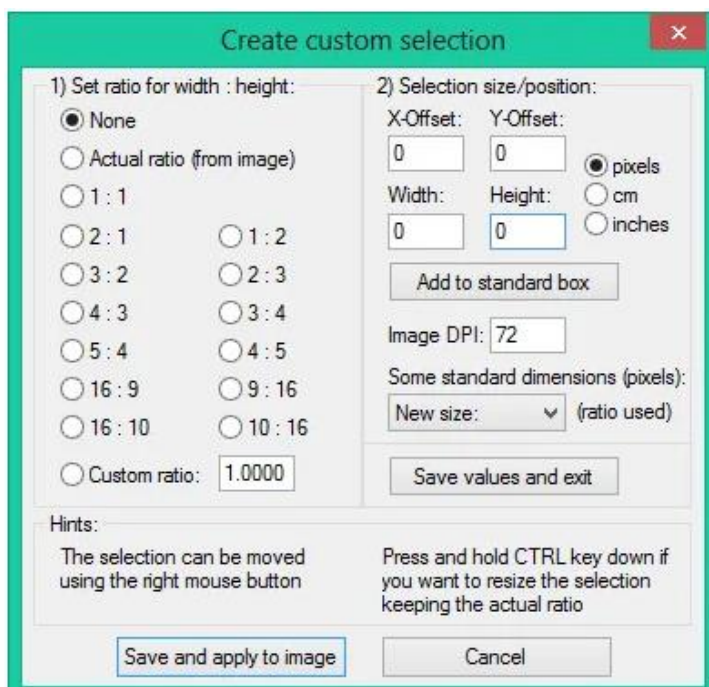 Create custom selection
1) Set ratio for width : height:
None
Actual ratio (from image)
1 : 1
2 : 1
1 : 2
3 : 2
2 : 3
4 : 3
3 : 4
5 : 4
4 : 5
16 : 9
9 : 16
16 : 10
10 : 16
Custom ratio: 1.0000
2) Selection size/position:
X-Offset: Y-Offset:
0 0
pixels
Width: Height:
cm
0 0
inches
Add to standard box
Image DPI: 72
Some standard dimensions (pixels):
New size: (ratio used)
Save values and exit
Hints:
The selection can be moved
using the right mouse button
Press and hold CTRL key down if
you want to resize the selection
keeping the actual ratio
Save and apply to image
Cancel